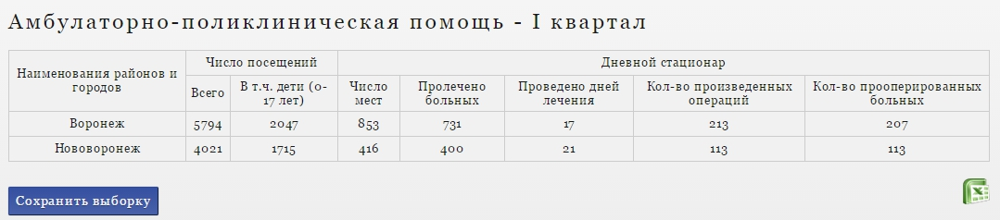 Амбулаторно-поликлиническая помощь - I квартал
Наименования районов и городов
Число посещений
Дневной стационар
Всего
В т.ч. дети (0-17 лет)
Число мест
Пролечено больных
Проведено дней лечения
Кол-во произведенных операций
Кол-во прооперированных больных
Воронеж 5794 2047 853 731 17 213 207
Нововоронеж 4021 1715 416 400 21 113 113
Сохранить выборку